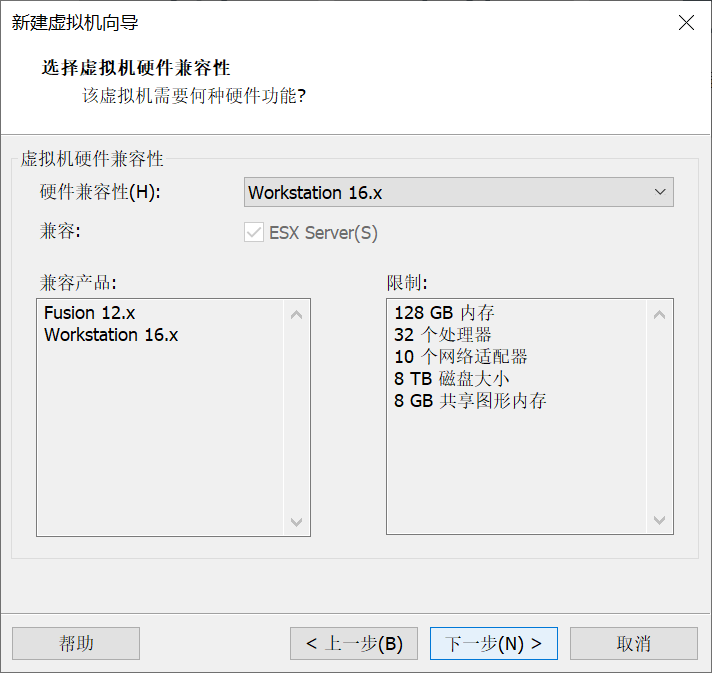 新建虚拟机向导
选择虚拟机硬件兼容性
该虚拟机需要何种硬件功能?
虚拟机硬件兼容性
硬件兼容性(H):
Workstation 16.x
兼容:
ESX Server(S)
兼容产品:
Fusion 12.x
Workstation 16.x
限制:
128 GB 内存
32 个处理器
10 个网络适配器
8 TB 磁盘大小
8 GB 共享图形内存
帮助
< 上一步(B)
下一步(N) >
取消